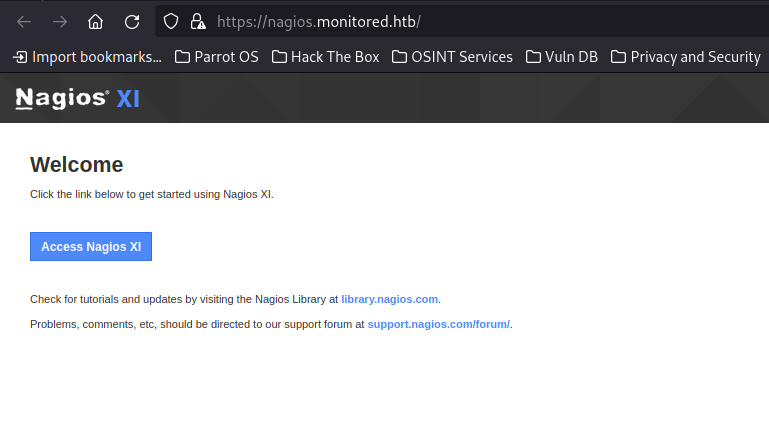 https://nagios.monitored.htb/
Import bookmarks... Parrot OS Hack The Box OSINT Services Vuln DB Privacy and Security
Nagios® XI
Welcome
Click the link below to get started using Nagios XI.
Access Nagios XI
Check for tutorials and updates by visiting the Nagios Library at library.nagios.com.
Problems, comments, etc, should be directed to our support forum at support.nagios.com/forum/.